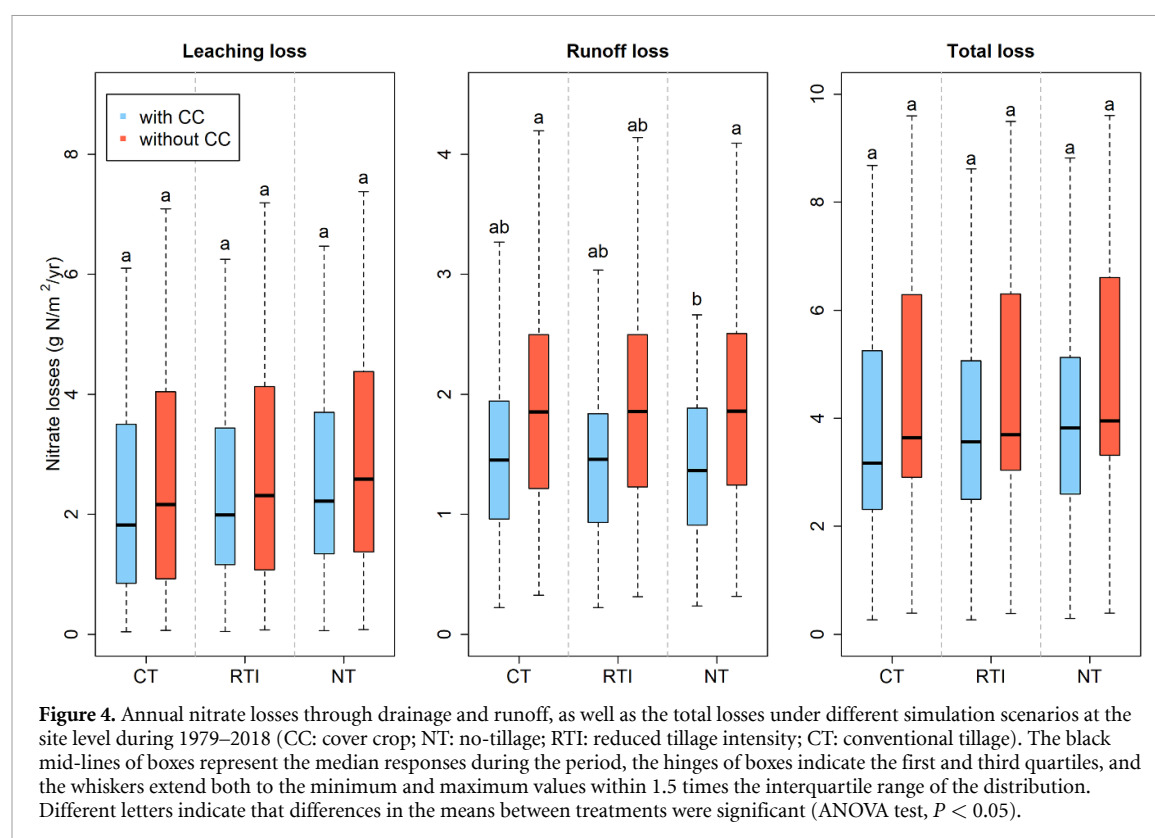 Leaching loss
Runoff loss
Total loss
with CC
without CC
Nitrate losses (g N/m ²/yr)
0
2
4
6
8
a
a
a
a
a
a
CT
RTI
NT
0
1
2
3
4
ab
a
ab
ab
b
a
CT
RTI
NT
0
2
4
6
8
10
a
a
a
a
a
a
CT
RTI
NT
Figure 4. Annual nitrate losses through drainage and runoff, as well as the total losses under different simulation scenarios at the
site level during 1979–2018 (CC: cover crop; NT: no-tillage; RTI: reduced tillage intensity; CT: conventional tillage). The black
mid-lines of boxes represent the median responses during the period, the hinges of boxes indicate the first and third quartiles, and
the whiskers extend both to the minimum and maximum values within 1.5 times the interquartile range of the distribution.
Different letters indicate that differences in the means between treatments were significant (ANOVA test, P < 0.05).